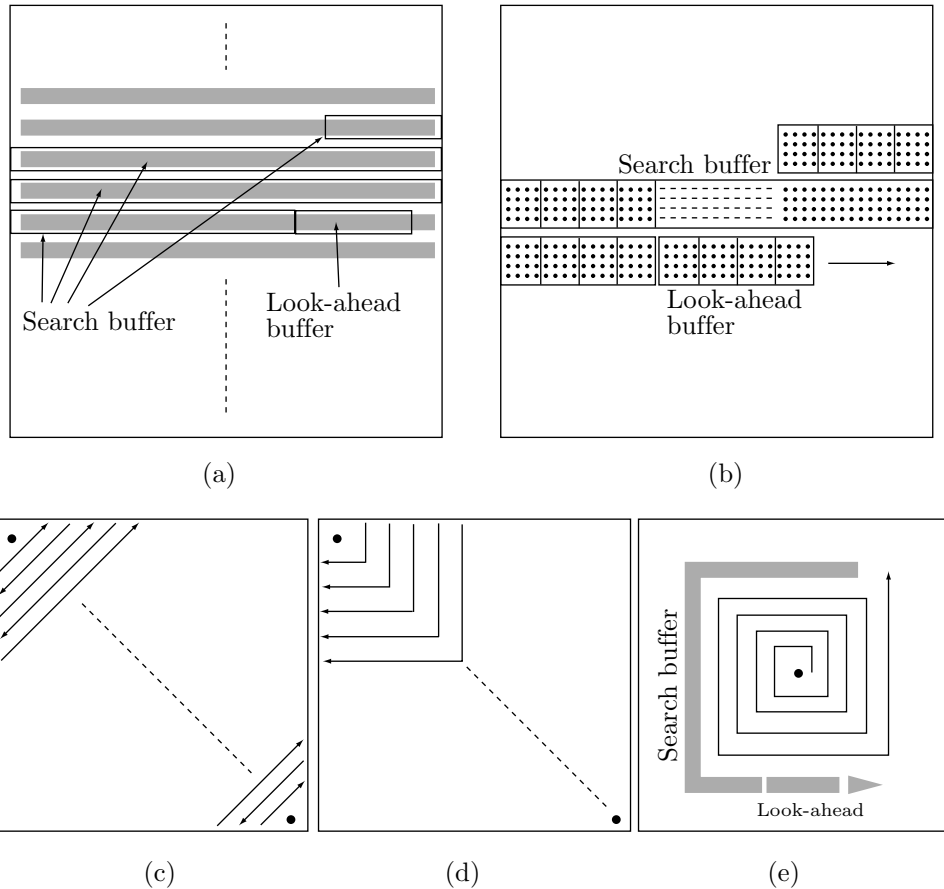 Search buffer
Look-ahead
buffer
(a)
Search buffer
Look-ahead
buffer
(b)
(c)
(d)
Search buffer
Look-ahead
(e)